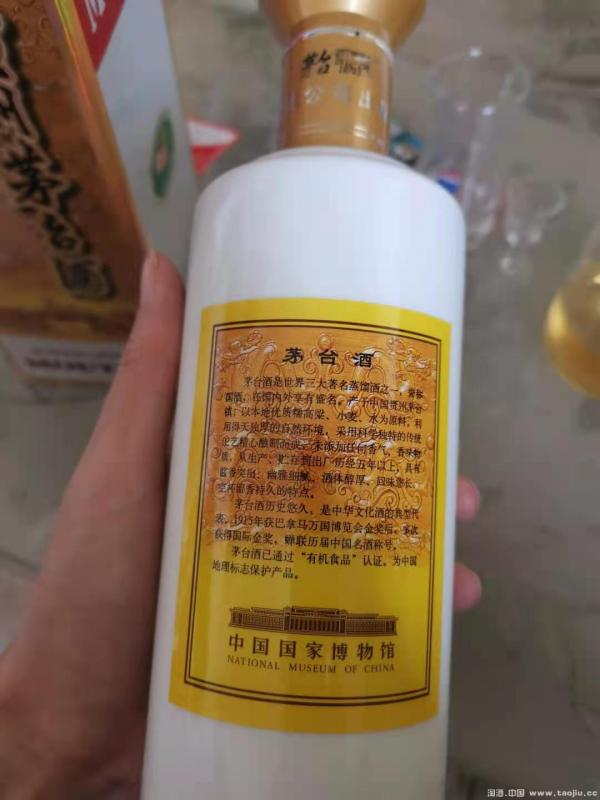 茅台
公司出
州茅台酒
茅台酒
茅台酒是世界三大著名蒸馏酒之一，誉称
国酒。在国内外享有盛名。产于中国贵州茅台
镇；以本地优质糯高粱、小麦、水为原料，利
用得天独厚的自然环境，采用科学独特的传统
工艺精心酿制而成，未添加任何香气、香味物
质，从生产、贮存到出厂历经五年以上，具有
酱香突出、幽雅细腻、酒体醇厚、回味悠长、
空杯留香持久的特点。
茅台酒历史悠久，是中华文化酒的典型代
表，1915年获巴拿马万国博览会金奖后，多次
获得国际金奖，蝉联历届中国名酒称号。
茅台酒已通过“有机食品”认证。为中国
地理标志保护产品。
中国国家博物馆
NATIONAL MUSEUM OF CHINA
淘酒.中国 www.taojiu.cc